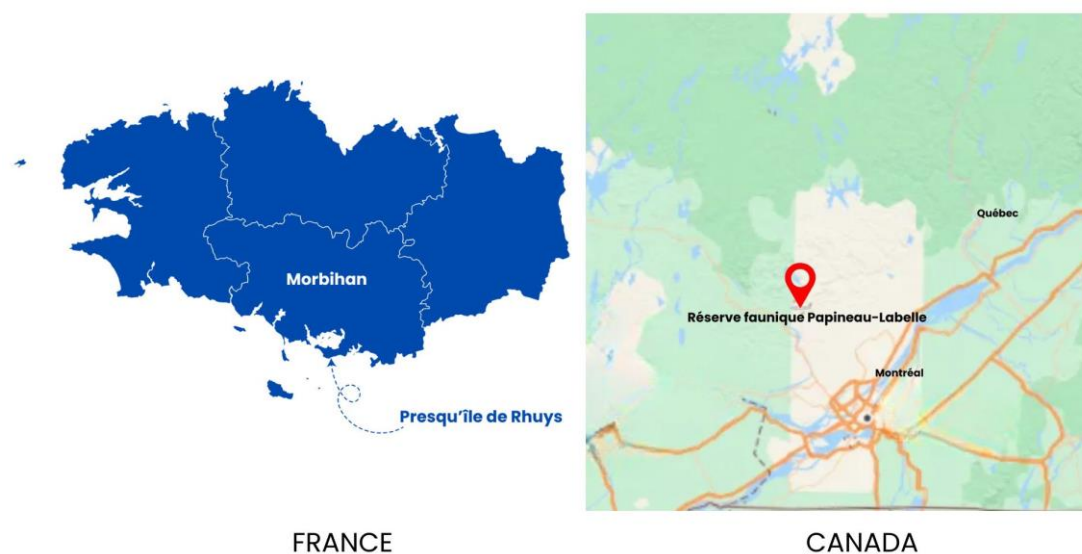 Morbihan
Presqu'île de Rhuys
FRANCE
Québec
Réserve faunique Papineau-Labelle
Montréal
CANADA